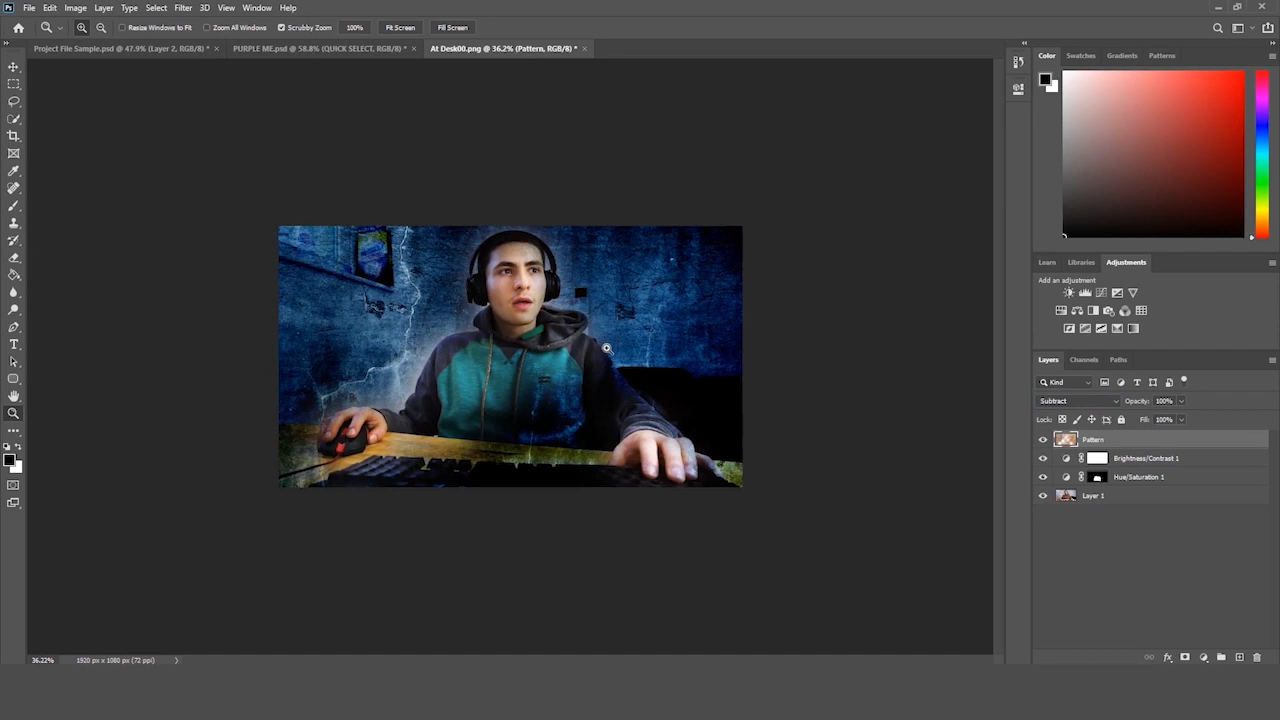 Ps File Edit Image Layer Type Select Filter 3D View Window Help
Resize Windows to Fit Zoom All Windows Scrubby Zoom 100% Fit Screen Fill Screen
Project File Sample.psd @ 47.9% (Layer 2, RGB/8) * × PURPLE ME.psd @ 58.8% (QUICK SELECT, RGB/8) * × At Desk00.png @ 36.2% (Pattern, RGB/8) * ×
Color Swatches Gradients Patterns
Learn Libraries Adjustments
Add an adjustment
Layers Channels Paths
Kind
Subtract Opacity: 100%
Lock: Fill: 100%
Pattern
Brightness/Contrast 1
Hue/Saturation 1
Layer 1
36.22% 1920 px x 1080 px (72 ppi)
fx